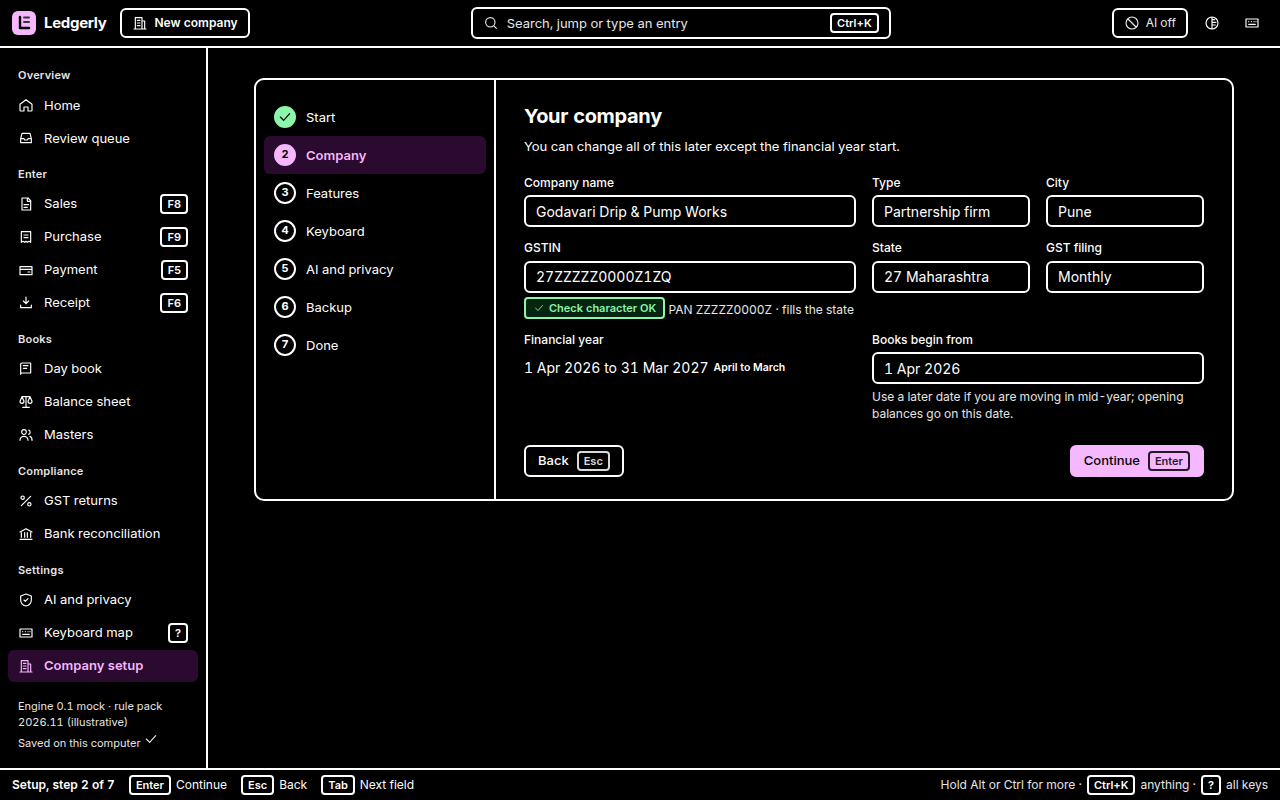 Ledgerly
New company
Search, jump or type an entry
Ctrl+K
AI off
Overview
Home
Review queue
Enter
Sales F8
Purchase F9
Payment F5
Receipt F6
Books
Day book
Balance sheet
Masters
Compliance
GST returns
Bank reconciliation
Settings
AI and privacy
Keyboard map ?
Company setup
Engine 0.1 mock · rule pack
2026.11 (illustrative)
Saved on this computer
Start
2 Company
3 Features
4 Keyboard
5 AI and privacy
6 Backup
7 Done
Your company
You can change all of this later except the financial year start.
Company name Type City
Godavari Drip & Pump Works Partnership firm Pune
GSTIN State GST filing
27ZZZZZ0000Z1ZQ 27 Maharashtra Monthly
Check character OK PAN ZZZZZ0000Z · fills the state
Financial year Books begin from
1 Apr 2026 to 31 Mar 2027 April to March 1 Apr 2026
Use a later date if you are moving in mid-year; opening
balances go on this date.
Back Esc Continue Enter
Setup, step 2 of 7 Enter Continue Esc Back Tab Next field Hold Alt or Ctrl for more · Ctrl+K anything · ? all keys